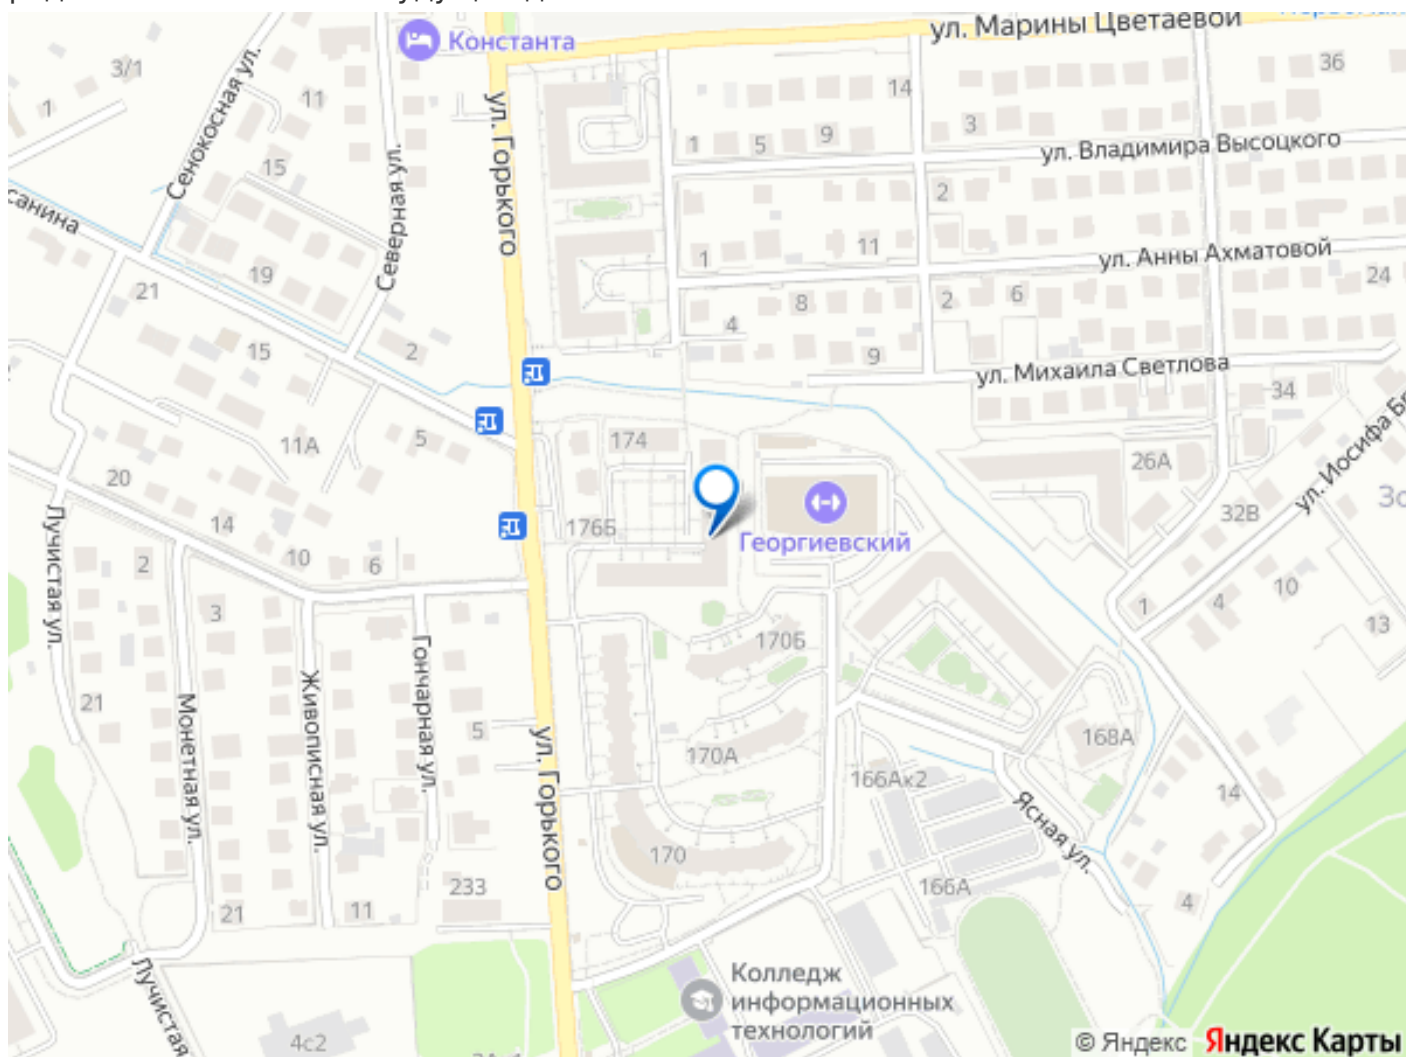 ул. Марины Цветаевой
Константа
3/1
36
Сенокосная ул.
11
14
1
ул. Горького
3
9
1
5
ул. Владимира Высоцкого
15
Северная ул.
2
санина
11
1
ул. Анны Ахматовой
19
24
21
8
2
6
4
15
2
9
ул. Михаила Светлова
34
5
174
11А
26А
ул. Иосифа Б
20
Зо
14
176Б
32В
Георгиевский
Лучистая ул.
2
10
6
10
1
4
3
13
170Б
Гончарная ул.
Живописная ул.
21
Монетная ул.
5
ул. Горького
168А
170А
166Ак2
14
Ясная ул.
170
233
166А
4
21
11
Лучистая
Колледж
информационных
технологий
4с2
© Яндекс Яндекс Карты